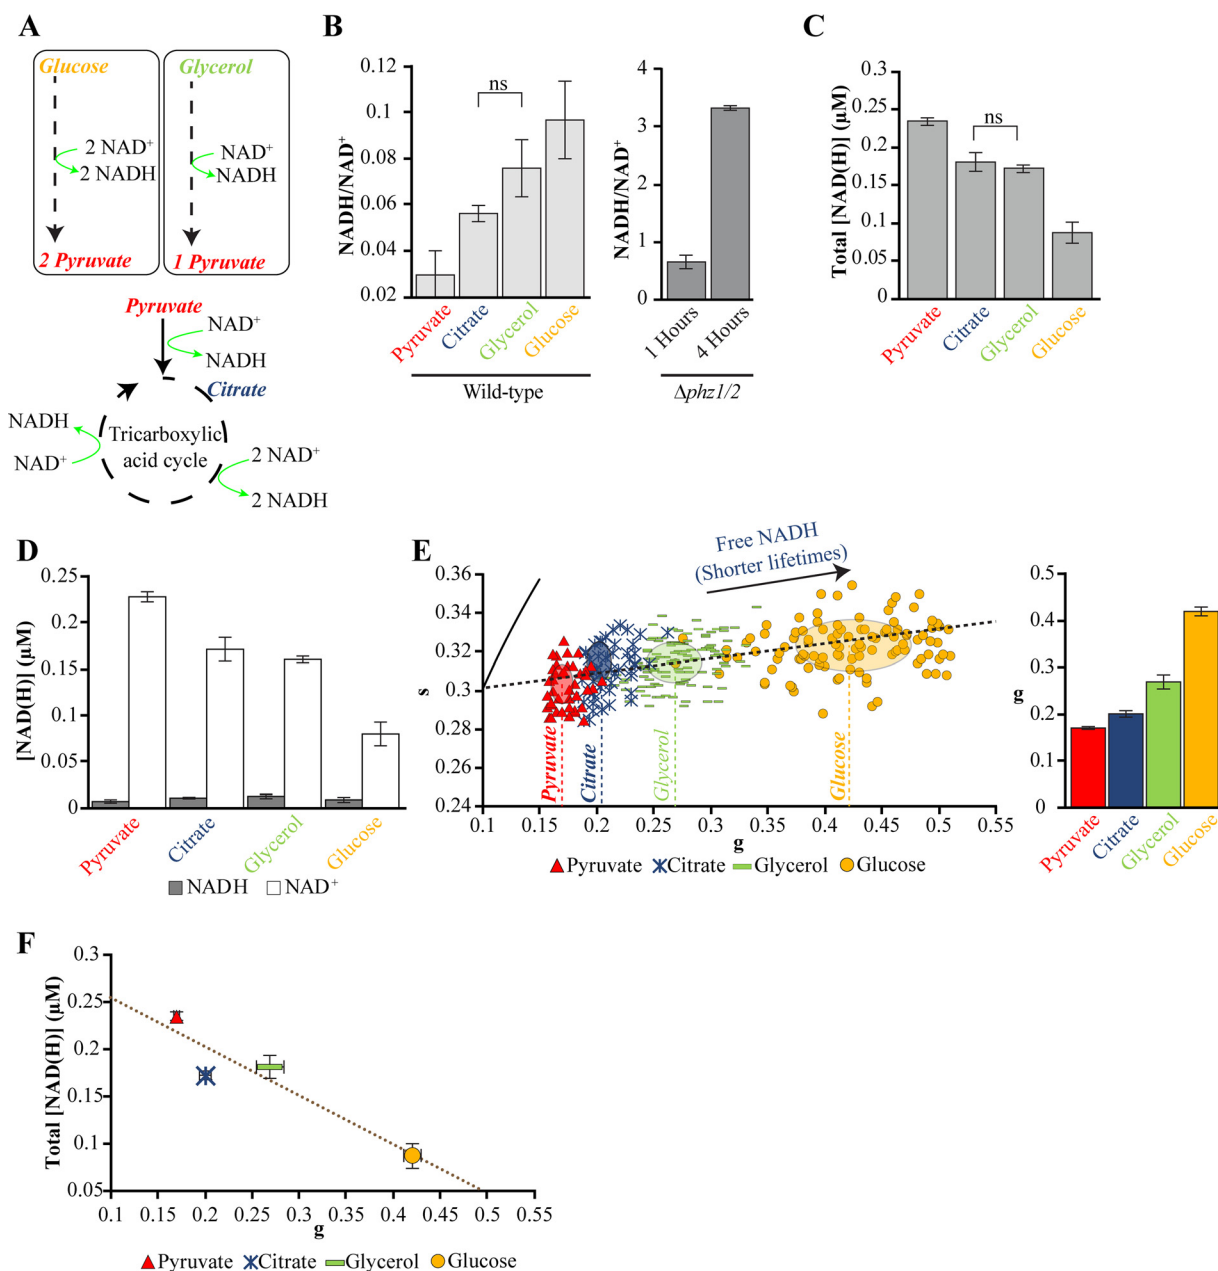 A
Glucose
Glycerol
2 NAD⁺
2 NADH
NAD⁺
NADH
2 Pyruvate
1 Pyruvate
Pyruvate
NAD⁺
NADH
Citrate
NADH
NAD⁺
Tricarboxylic
acid cycle
2 NAD⁺
2 NADH
B
NADH/NAD⁺
0.12
0.1
0.08
0.06
0.04
0.02
ns
Pyruvate
Citrate
Glycerol
Glucose
Wild-type
NADH/NAD⁺
4
3
2
1
0
1 Hours
4 Hours
Δphz1/2
C
Total [NAD(H)] (μM)
0.3
0.25
0.2
0.15
0.1
0.05
0
ns
Pyruvate
Citrate
Glycerol
Glucose
D
[NAD(H)] (μM)
0.25
0.2
0.15
0.1
0.05
0
Pyruvate
Citrate
Glycerol
Glucose
NADH NAD⁺
E
s
0.36
0.34
0.32
0.3
0.28
0.26
0.24
Free NADH
(Shorter lifetimes)
Pyruvate
Citrate
Glycerol
Glucose
0.1 0.15 0.2 0.25 0.3 0.35 0.4 0.45 0.5 0.55
g
Pyruvate Citrate Glycerol Glucose
g
0.5
0.4
0.3
0.2
0.1
0
Pyruvate
Citrate
Glycerol
Glucose
F
Total [NAD(H)] (μM)
0.3
0.25
0.2
0.15
0.1
0.05
0.1 0.15 0.2 0.25 0.3 0.35 0.4 0.45 0.5 0.55
g
Pyruvate Citrate Glycerol Glucose